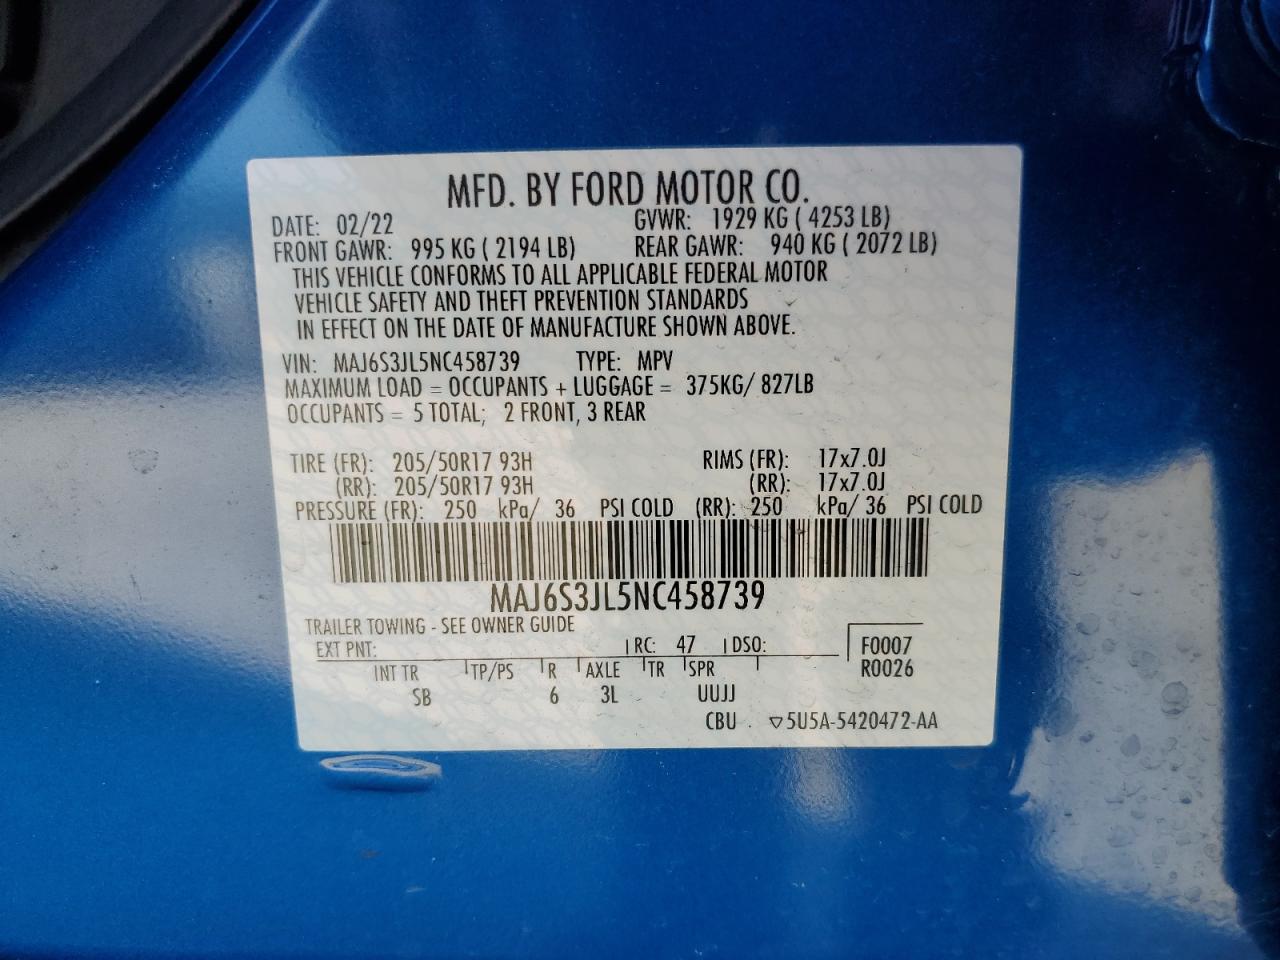 MFD. BY FORD MOTOR CO.
DATE: 02/22 GVWR: 1929 KG ( 4253 LB)
FRONT GAWR: 995 KG ( 2194 LB) REAR GAWR: 940 KG ( 2072 LB)
THIS VEHICLE CONFORMS TO ALL APPLICABLE FEDERAL MOTOR
VEHICLE SAFETY AND THEFT PREVENTION STANDARDS
IN EFFECT ON THE DATE OF MANUFACTURE SHOWN ABOVE.
VIN: MAJ6S3JL5NC458739 TYPE: MPV
MAXIMUM LOAD = OCCUPANTS + LUGGAGE = 375KG/ 827LB
OCCUPANTS = 5 TOTAL; 2 FRONT, 3 REAR
TIRE (FR): 205/50R17 93H RIMS (FR): 17x7.0J
(RR): 205/50R17 93H (RR): 17x7.0J
PRESSURE (FR): 250 kPa/ 36 PSI COLD (RR): 250 kPa/ 36 PSI COLD
MAJ6S3JL5NC458739
TRAILER TOWING - SEE OWNER GUIDE
EXT PNT: RC: 47 DSO: F0007
INT TR TP/PS R AXLE TR SPR R0026
SB 6 3L UUJJ
CBU ▽5U5A-5420472-AA